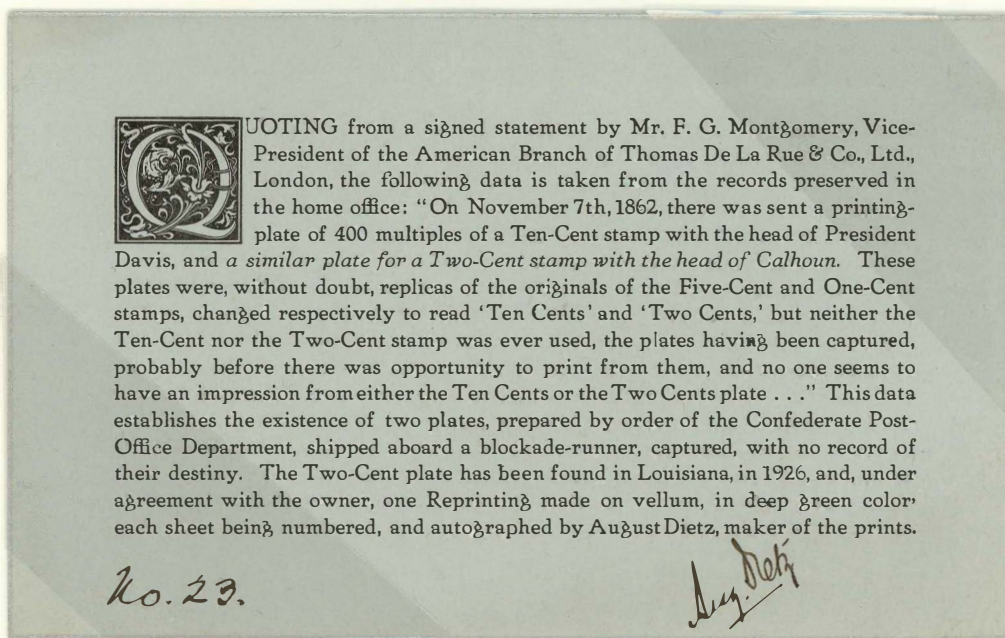 QUOTING from a signed statement by Mr. F. G. Montgomery, Vice-
President of the American Branch of Thomas De La Rue & Co., Ltd.,
London, the following data is taken from the records preserved in
the home office: "On November 7th, 1862, there was sent a printing-
plate of 400 multiples of a Ten-Cent stamp with the head of President
Davis, and a similar plate for a Two-Cent stamp with the head of Calhoun. These
plates were, without doubt, replicas of the originals of the Five-Cent and One-Cent
stamps, changed respectively to read 'Ten Cents' and 'Two Cents,' but neither the
Ten-Cent nor the Two-Cent stamp was ever used, the plates having been captured,
probably before there was opportunity to print from them, and no one seems to
have an impression from either the Ten Cents or the Two Cents plate . . ." This data
establishes the existence of two plates, prepared by order of the Confederate Post-
Office Department, shipped aboard a blockade-runner, captured, with no record of
their destiny. The Two-Cent plate has been found in Louisiana, in 1926, and, under
agreement with the owner, one Reprinting made on vellum, in deep green color,
each sheet being numbered, and autographed by August Dietz, maker of the prints.
No. 23.
Aug. Dietz